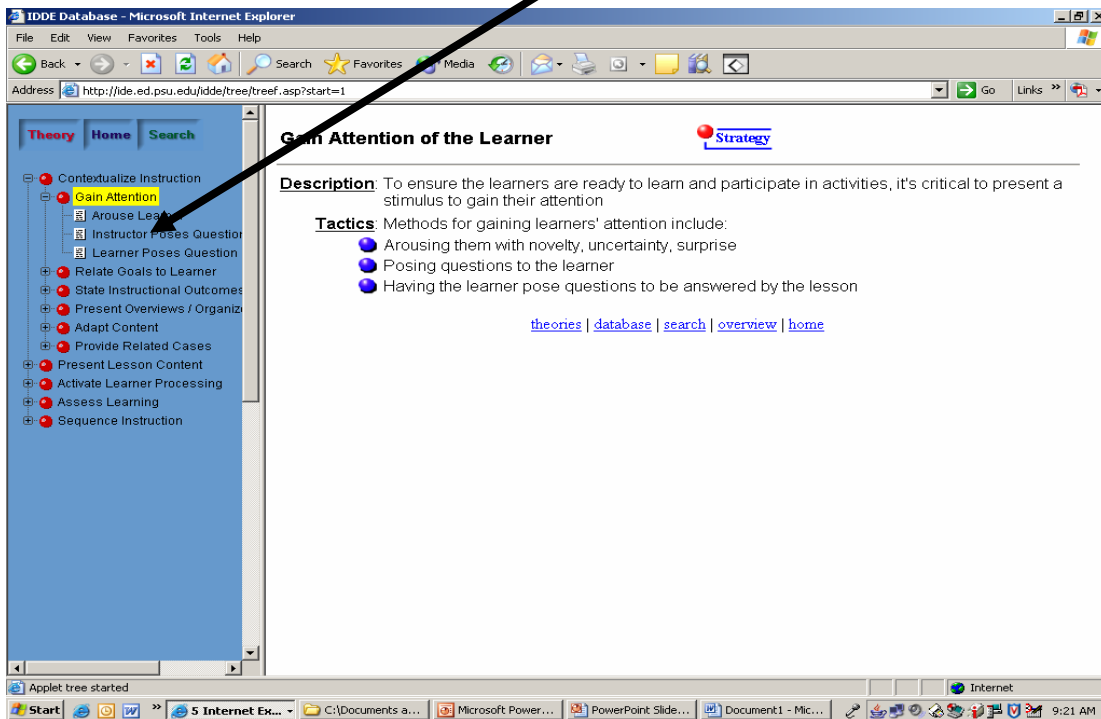 IDDE Database - Microsoft Internet Explorer
File Edit View Favorites Tools Help
Back Search Favorites Media
Address http://ide.ed.psu.edu/idde/tree/treef.asp?start=1 Go Links »
Theory Home Search
Contextualize Instruction
Gain Attention
Arouse
Instructor Poses Question
Learner Poses Question
Relate Goals to Learner
State Instructional Outcomes
Present Overviews / Organiz
Adapt Content
Provide Related Cases
Present Lesson Content
Activate Learner Processing
Assess Learning
Sequence Instruction
Gain Attention of the Learner
Strategy
Description: To ensure the learners are ready to learn and participate in activities, it's critical to present a
stimulus to gain their attention
Tactics: Methods for gaining learners' attention include:
Arousing them with novelty, uncertainty, surprise
Posing questions to the learner
Having the learner pose questions to be answered by the lesson
theories | database | search | overview | home
Applet tree started Internet
Start » 5 Internet Ex... C:\Documents a... Microsoft Power... PowerPoint Slide... Document1 - Mic... 9:21 AM